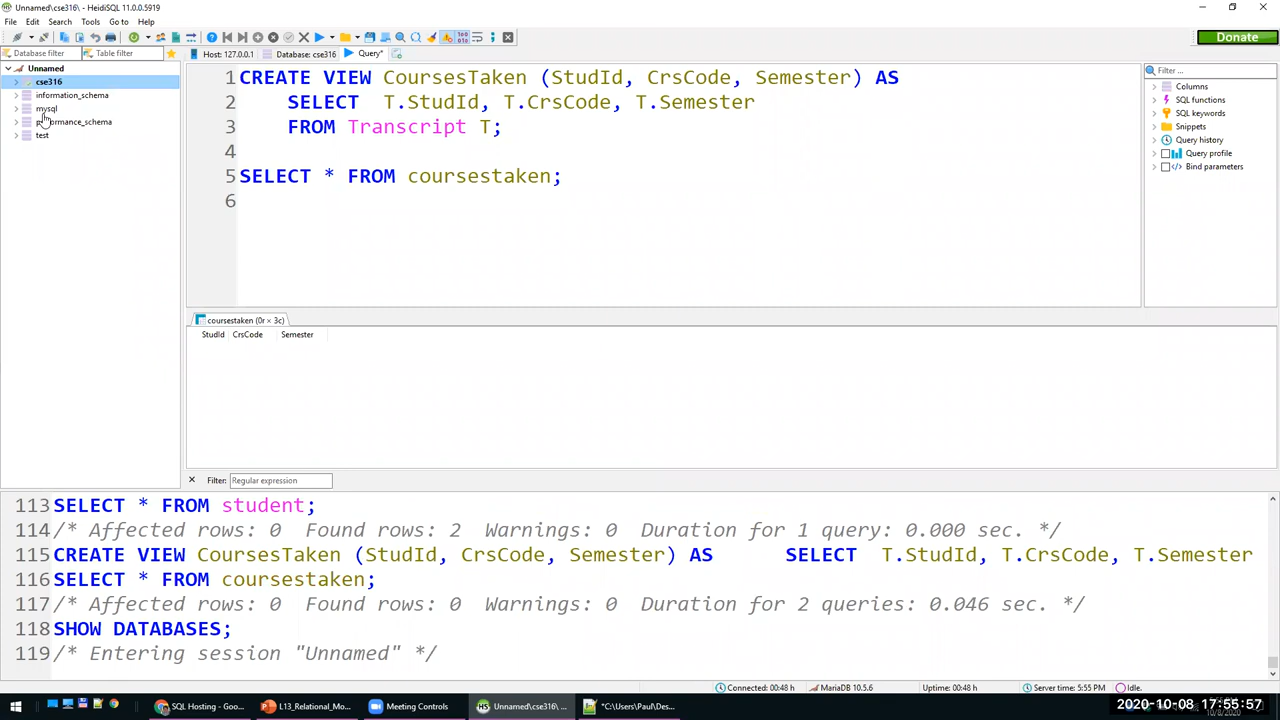 Unnamed\cse316\ - HeidiSQL 11.0.0.5919
File Edit Search Tools Go to Help
Donate
Database filter Table filter Host: 127.0.0.1 Database: cse316 Query*
Unnamed
cse316
information_schema
mysql
performance_schema
test
1 CREATE VIEW CoursesTaken (StudId, CrsCode, Semester) AS
2 SELECT T.StudId, T.CrsCode, T.Semester
3 FROM Transcript T;
4
5 SELECT * FROM coursestaken;
6
Filter ...
Columns
SQL functions
SQL keywords
Snippets
Query history
Query profile
Bind parameters
coursestaken (0r × 3c)
StudId CrsCode Semester
Filter: Regular expression
113 SELECT * FROM student;
114 /* Affected rows: 0 Found rows: 2 Warnings: 0 Duration for 1 query: 0.000 sec. */
115 CREATE VIEW CoursesTaken (StudId, CrsCode, Semester) AS SELECT T.StudId, T.CrsCode, T.Semester
116 SELECT * FROM coursestaken;
117 /* Affected rows: 0 Found rows: 0 Warnings: 0 Duration for 2 queries: 0.046 sec. */
118 SHOW DATABASES;
119 /* Entering session "Unnamed" */
Connected: 00:48 h MariaDB 10.5.6 Uptime: 00:48 h Server time: 5:55 PM Idle.
SQL Hosting - Goo... L13_Relational_Mo... Meeting Controls Unnamed\cse316\ ... *C:\Users\Paul\Des...
2020-10-08 17:55:57
10/8/2020